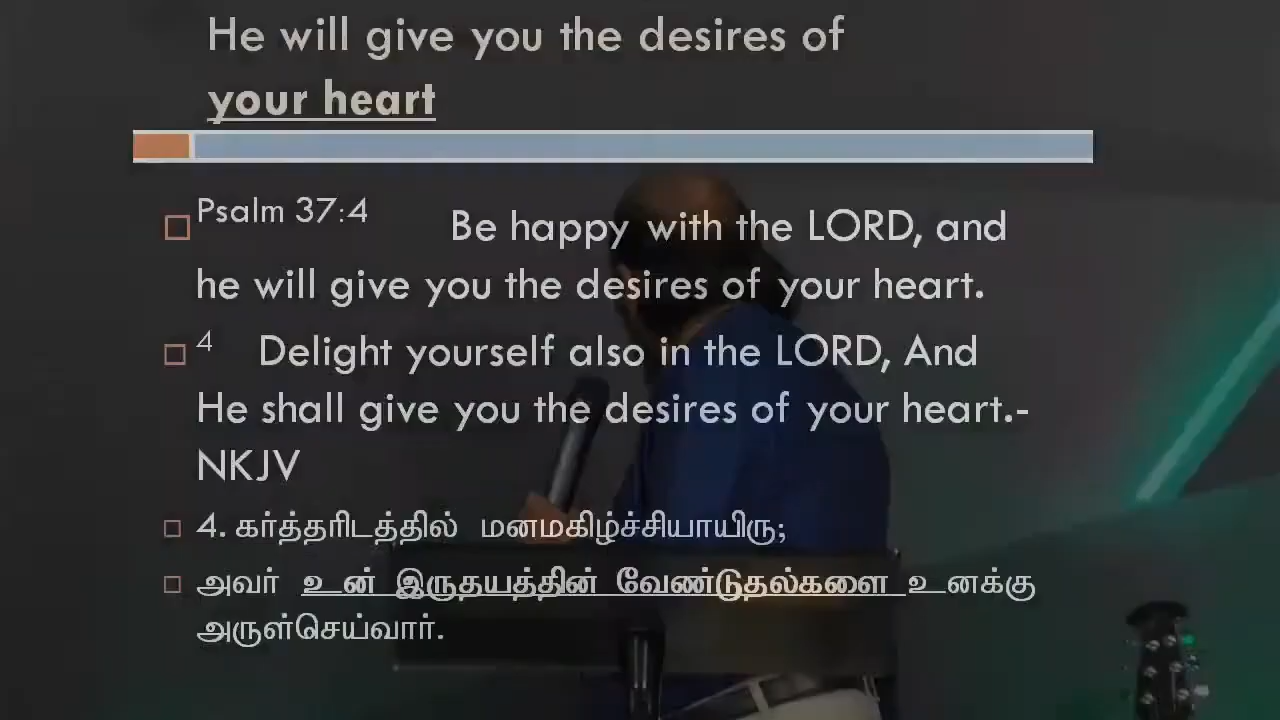 He will give you the desires of
your heart
Psalm 37:4 Be happy with the LORD, and
he will give you the desires of your heart.
4 Delight yourself also in the LORD, And
He shall give you the desires of your heart.-
NKJV
4. கர்த்தரிடத்தில் மனமகிழ்ச்சியாயிரு;
அவர் உன் இருதயத்தின் வேண்டுதல்களை உனக்கு
அருள்செய்வார்.